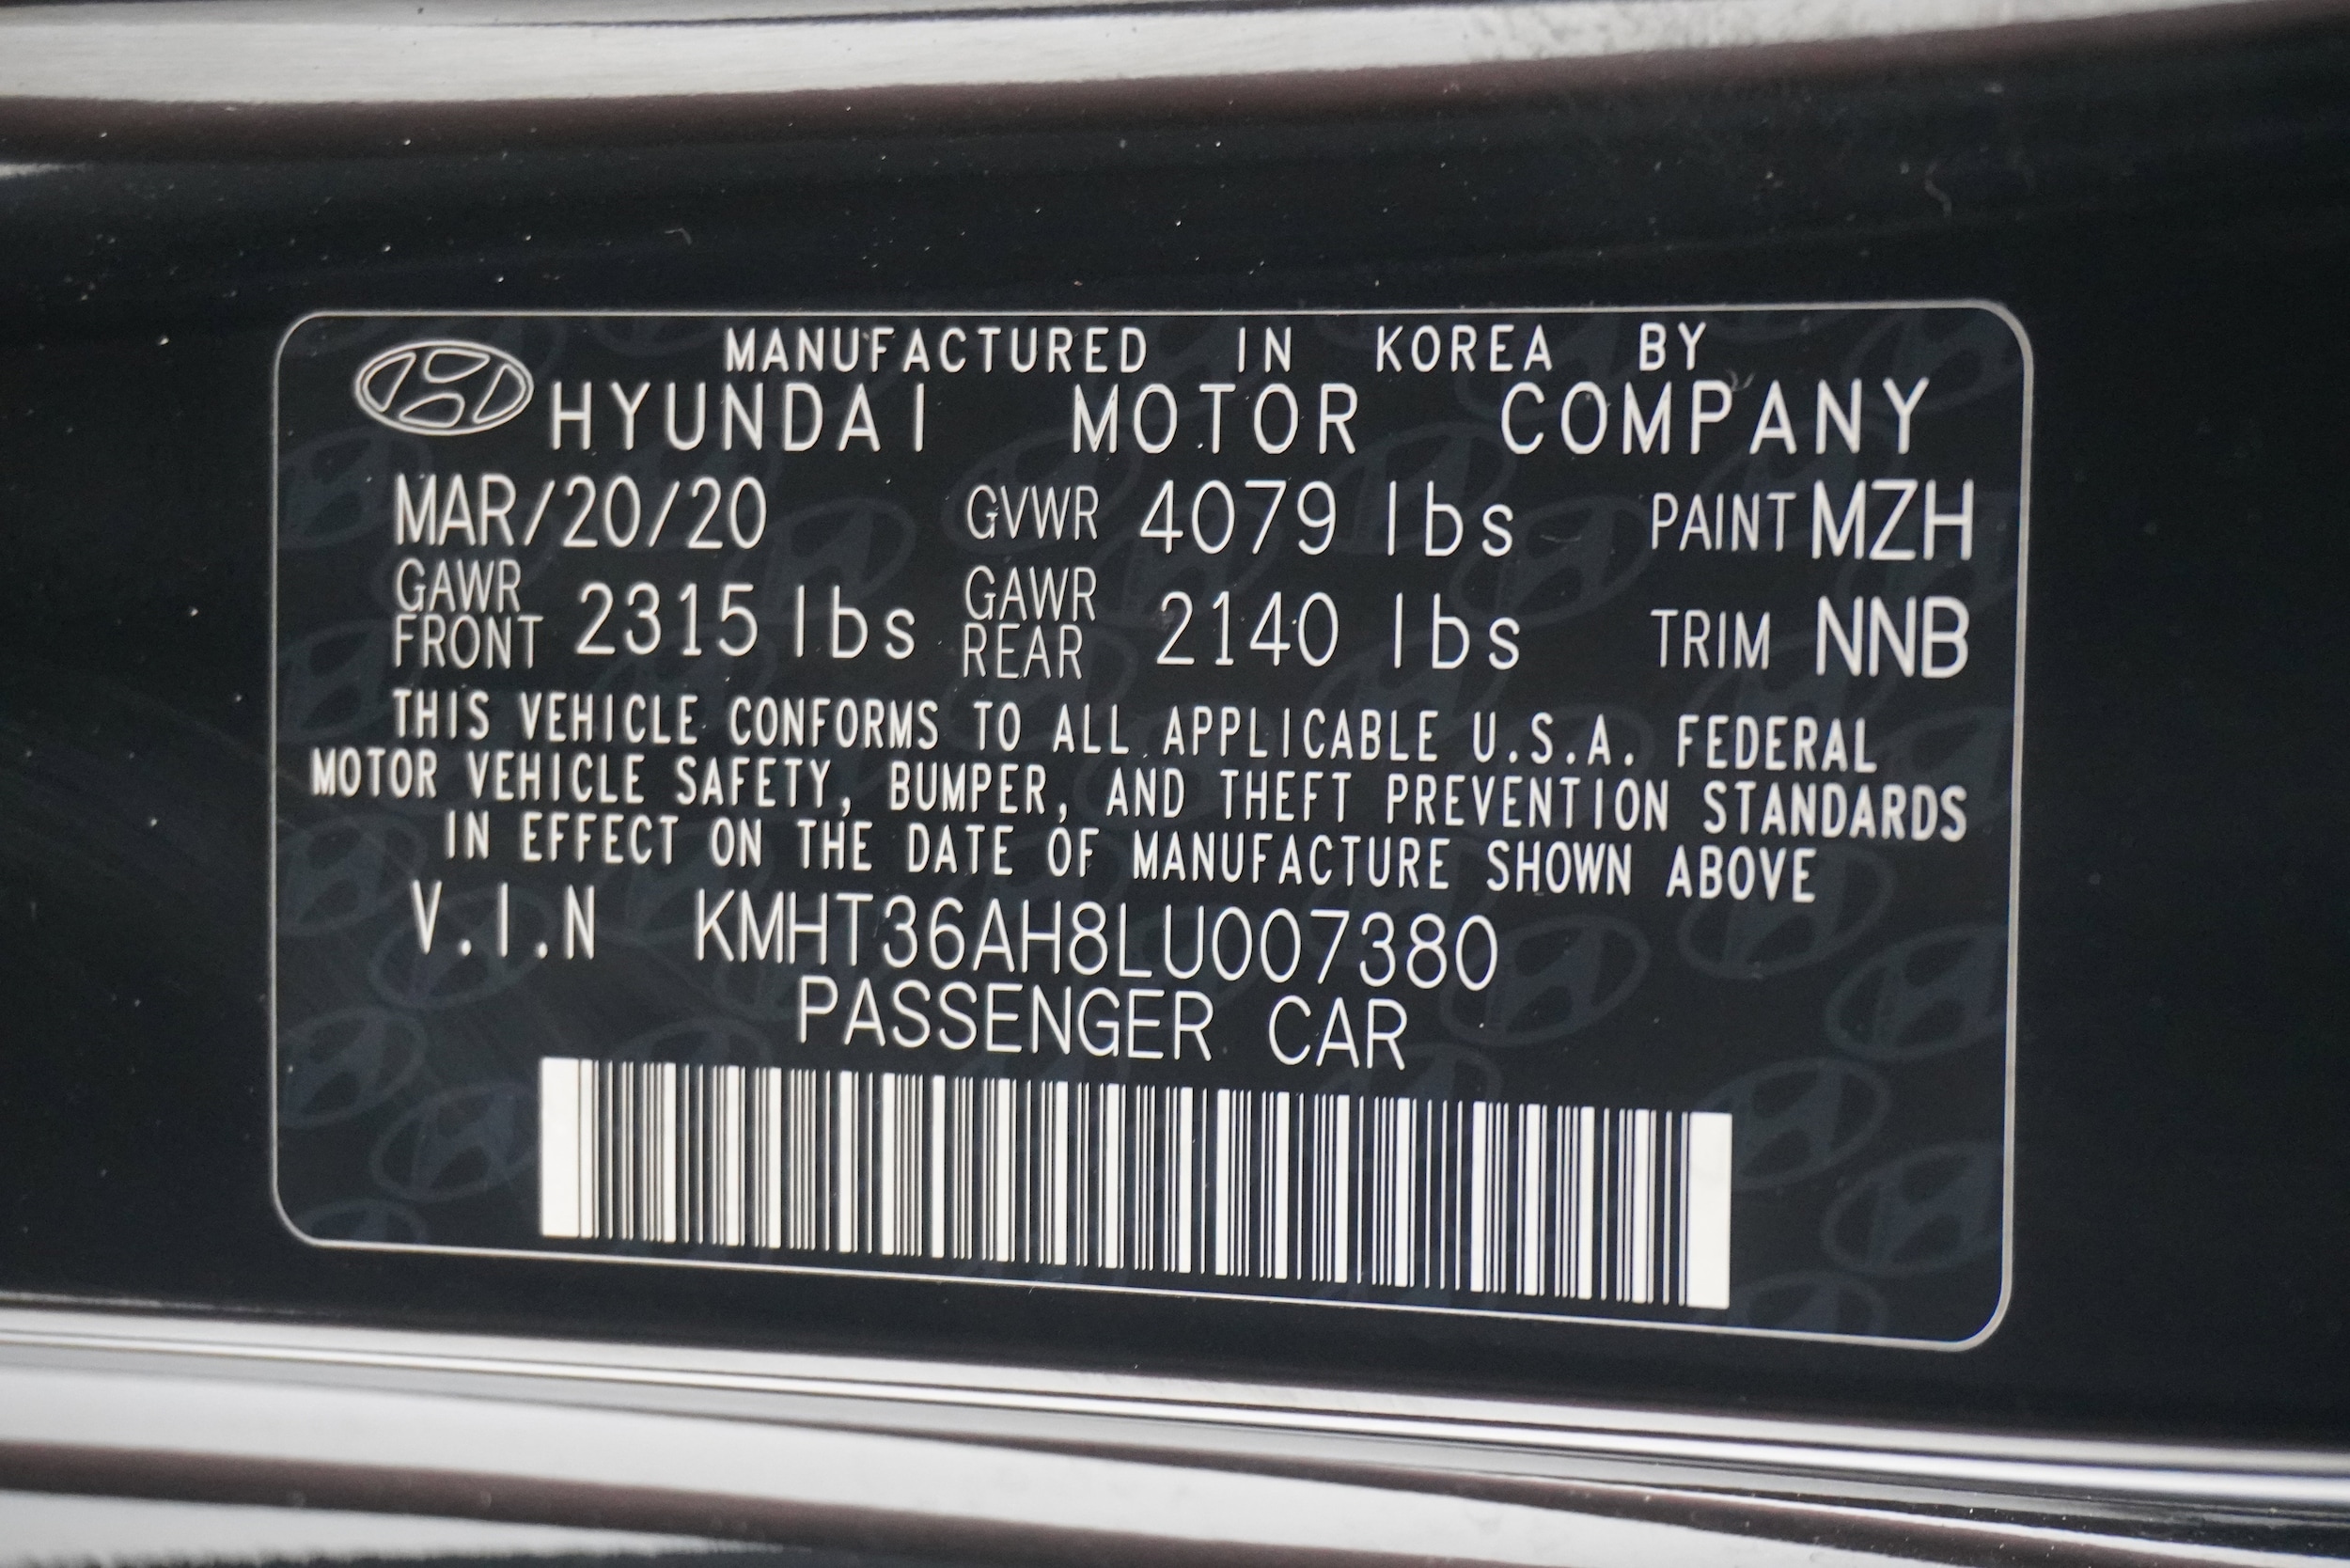 MANUFACTURED IN KOREA BY
HYUNDAI MOTOR COMPANY
MAR/20/20 GVWR 4079 lbs PAINT MZH
GAWR FRONT 2315 lbs GAWR REAR 2140 lbs TRIM NNB
THIS VEHICLE CONFORMS TO ALL APPLICABLE U.S.A. FEDERAL
MOTOR VEHICLE SAFETY, BUMPER, AND THEFT PREVENTION STANDARDS
IN EFFECT ON THE DATE OF MANUFACTURE SHOWN ABOVE
V.I.N KMHT36AH8LU007380
PASSENGER CAR